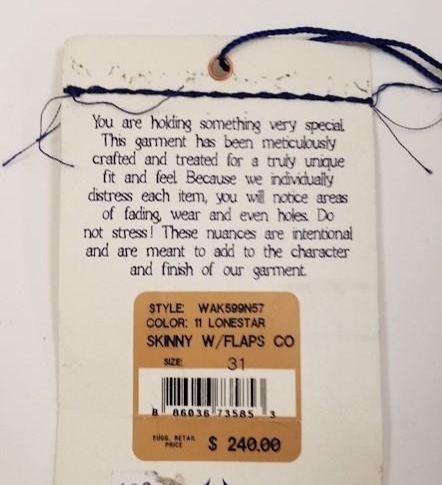 You are holding something very special.
This garment has been meticulously
crafted and treated for a truly unique
fit and feel. Because we individually
distress each item, you will notice areas
of fading, wear and even holes. Do
not stress! These nuances are intentional
and are meant to add to the character
and finish of our garment.
STYLE: WAK599N57
COLOR: 11 LONESTAR
SKINNY W/FLAPS CO
SIZE: 31
8 86036 73585 3
SUGG. RETAIL
PRICE $ 240.00